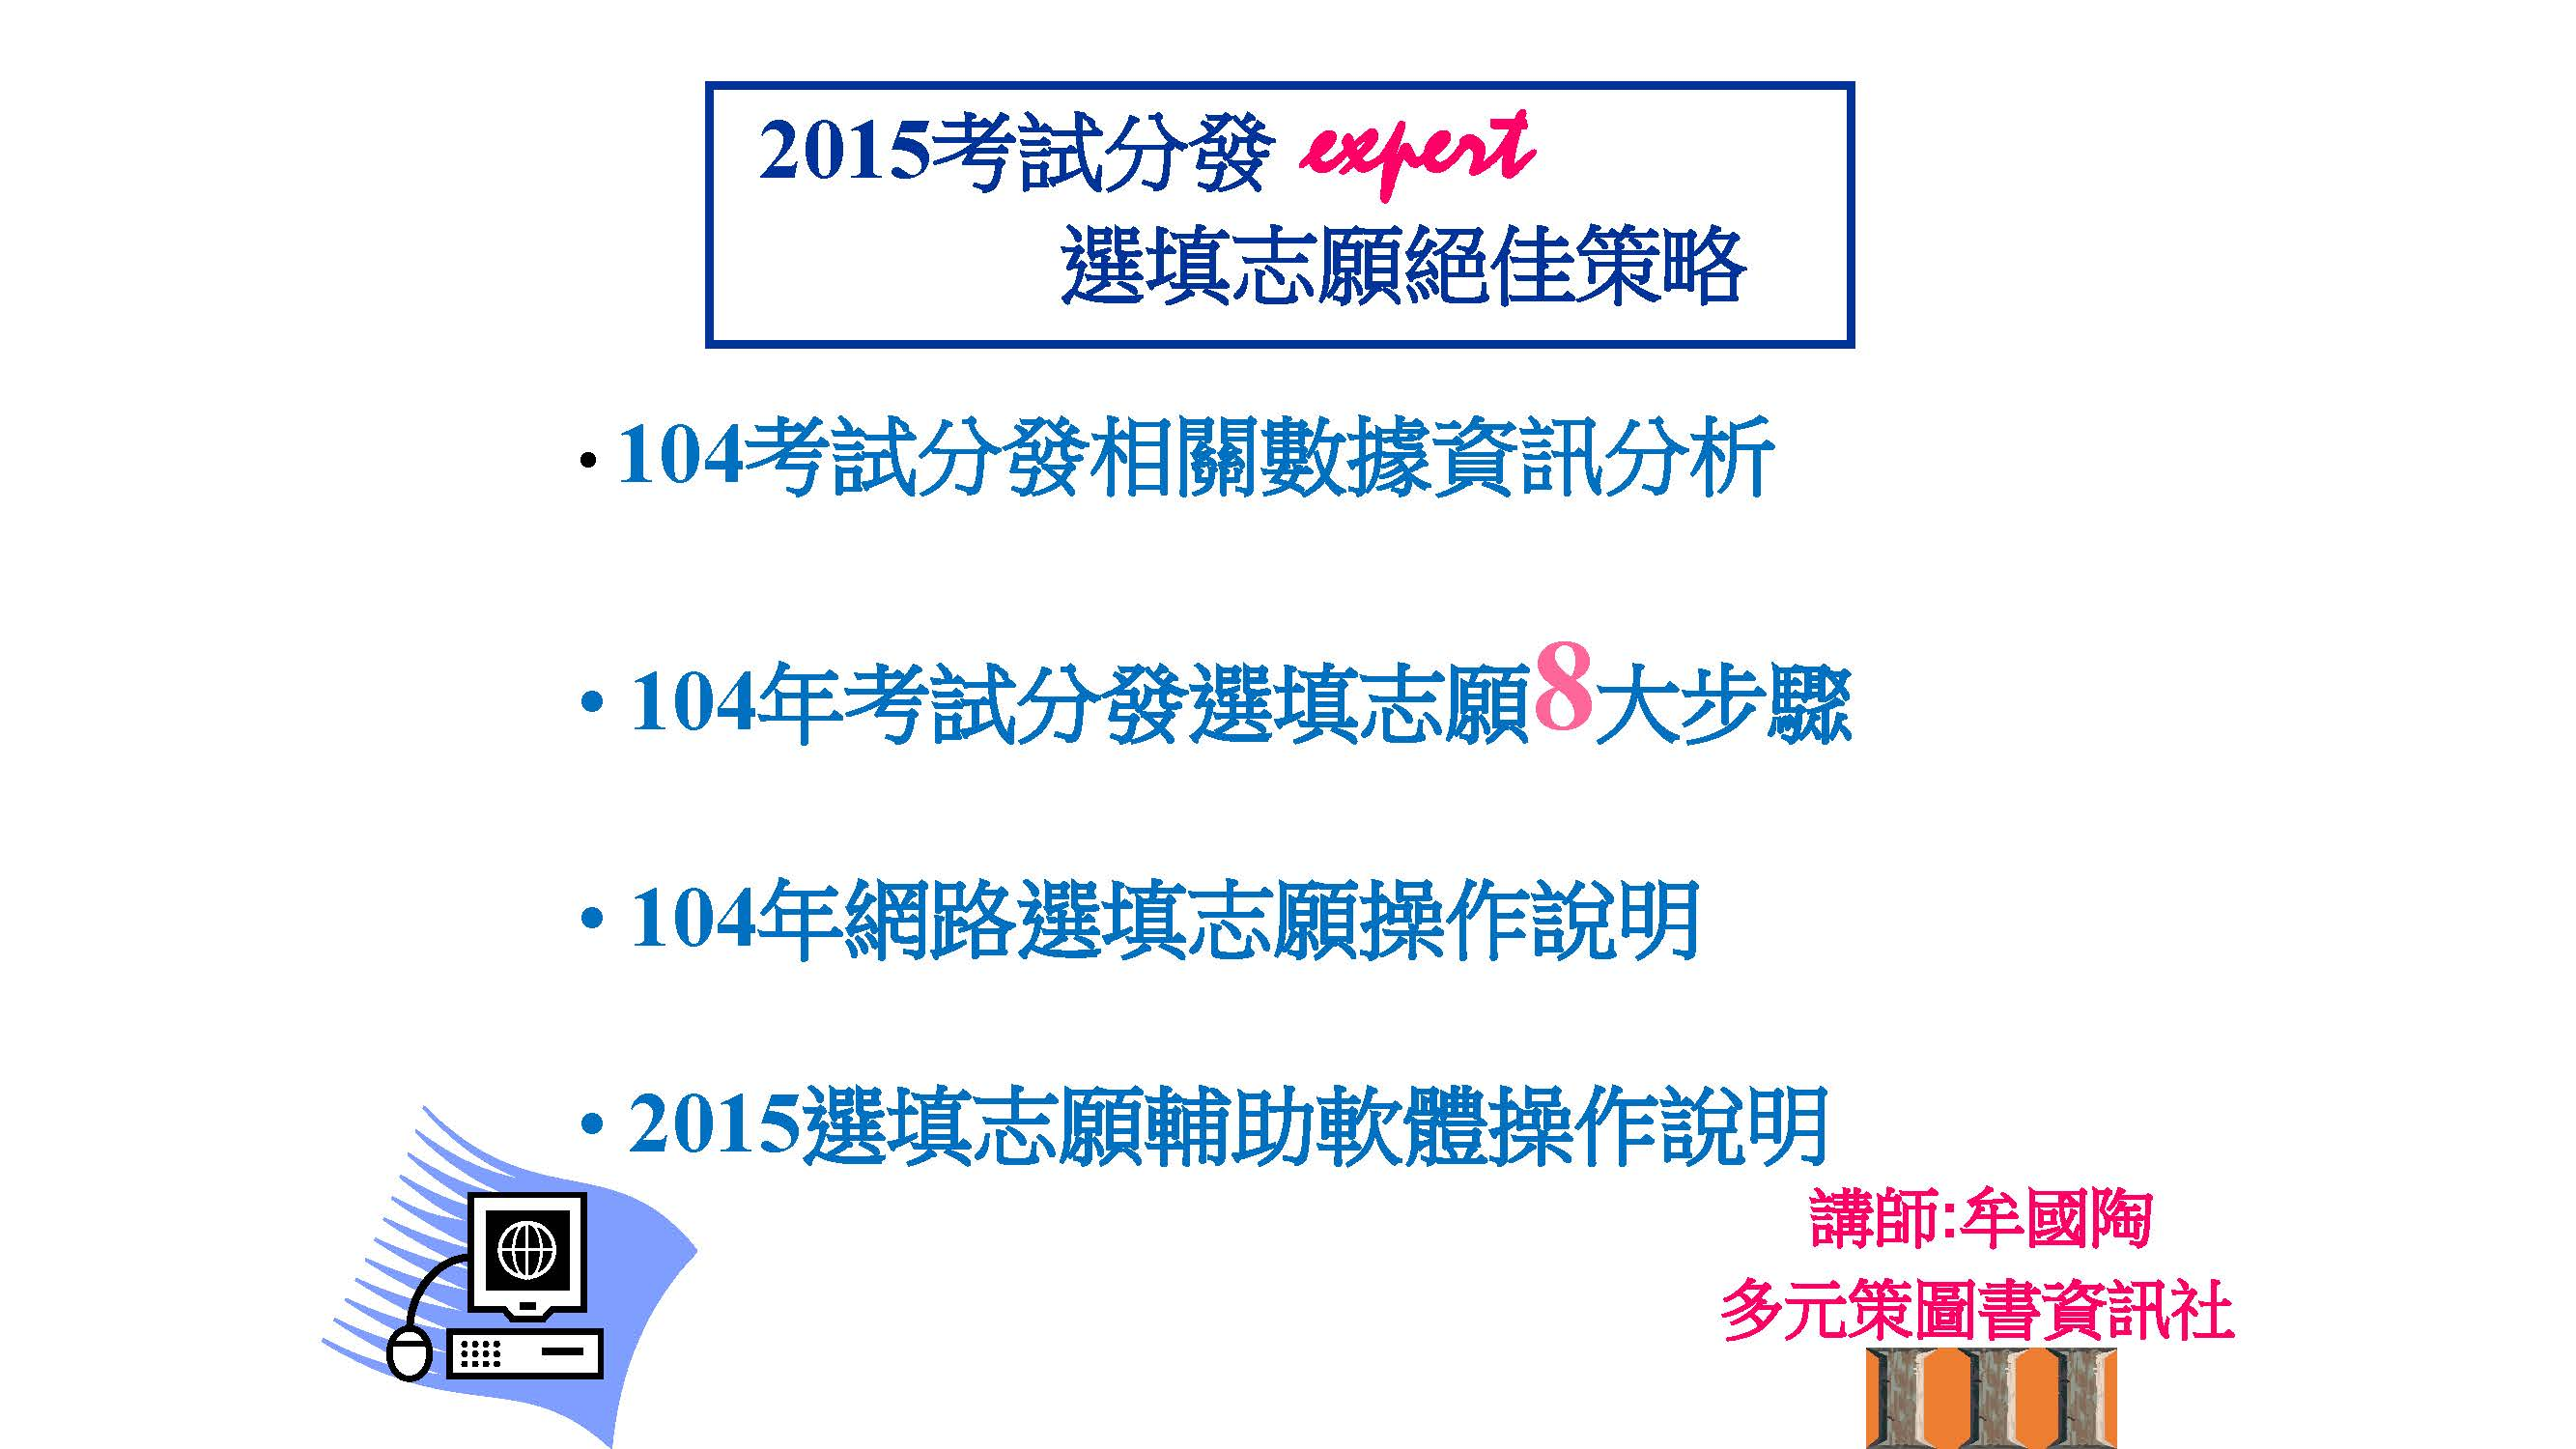 2015考試分發 expert
選填志願絕佳策略
• 104考試分發相關數據資訊分析
• 104年考試分發選填志願8大步驟
• 104年網路選填志願操作說明
• 2015選填志願輔助軟體操作說明
講師:牟國陶
多元策圖書資訊社